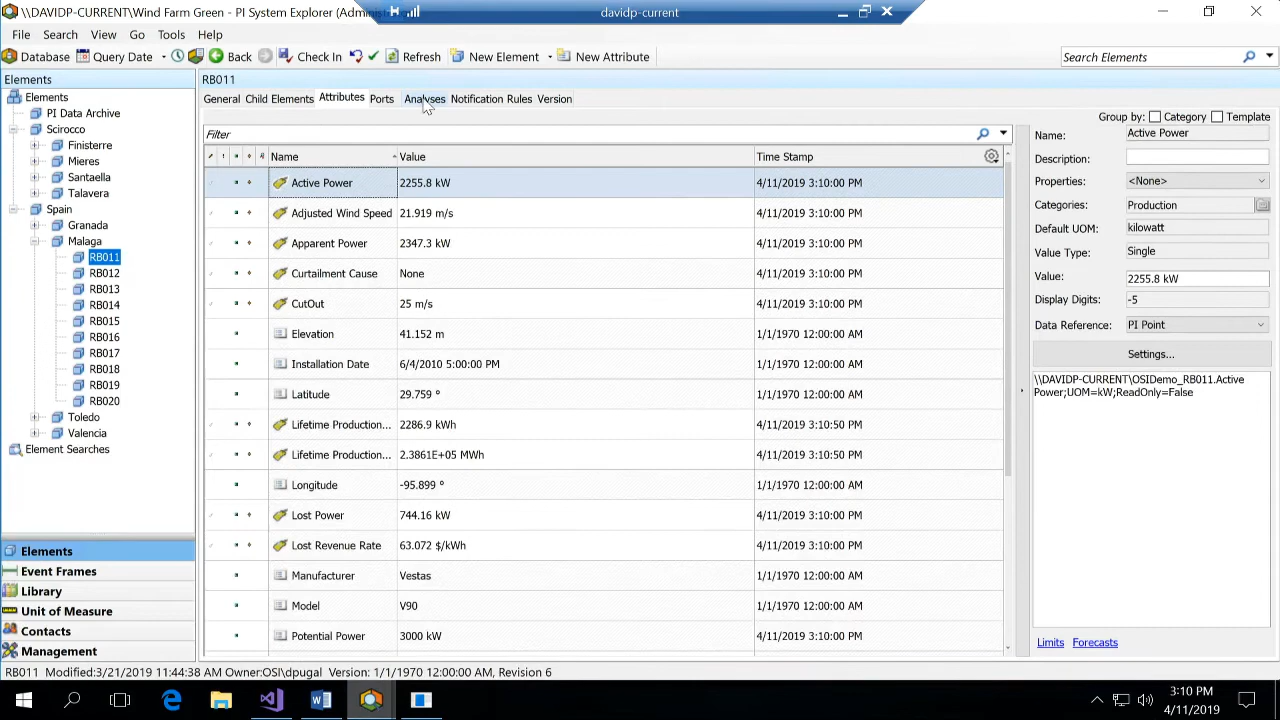 \\DAVIDP-CURRENT\Wind Farm Green - PI System Explorer (Admini
davidp-current
File Search View Go Tools Help
Database Query Date Back Check In Refresh New Element New Attribute
Search Elements
Elements
RB011
Elements
PI Data Archive
Scirocco
Finisterre
Mieres
Santaella
Talavera
Spain
Granada
Malaga
RB011
RB012
RB013
RB014
RB015
RB016
RB017
RB018
RB019
RB020
Toledo
Valencia
Element Searches
Elements
Event Frames
Library
Unit of Measure
Contacts
Management
General Child Elements Attributes Ports Analyses Notification Rules Version
Group by: Category Template
Filter
Name Value Time Stamp
Active Power 2255.8 kW 4/11/2019 3:10:00 PM
Adjusted Wind Speed 21.919 m/s 4/11/2019 3:10:00 PM
Apparent Power 2347.3 kW 4/11/2019 3:10:00 PM
Curtailment Cause None 4/11/2019 3:10:00 PM
CutOut 25 m/s 4/11/2019 3:10:00 PM
Elevation 41.152 m 1/1/1970 12:00:00 AM
Installation Date 6/4/2010 5:00:00 PM 1/1/1970 12:00:00 AM
Latitude 29.759 ° 1/1/1970 12:00:00 AM
Lifetime Production... 2286.9 kWh 4/11/2019 3:10:50 PM
Lifetime Production... 2.3861E+05 MWh 4/11/2019 3:10:50 PM
Longitude -95.899 ° 1/1/1970 12:00:00 AM
Lost Power 744.16 kW 4/11/2019 3:10:00 PM
Lost Revenue Rate 63.072 $/kWh 4/11/2019 3:10:00 PM
Manufacturer Vestas 1/1/1970 12:00:00 AM
Model V90 1/1/1970 12:00:00 AM
Potential Power 3000 kW 4/11/2019 3:10:00 PM
Name: Active Power
Description:
Properties: <None>
Categories: Production
Default UOM: kilowatt
Value Type: Single
Value: 2255.8 kW
Display Digits: -5
Data Reference: PI Point
Settings...
\\DAVIDP-CURRENT\OSIDemo_RB011.Active
Power;UOM=kW;ReadOnly=False
Limits Forecasts
RB011 Modified:3/21/2019 11:44:38 AM Owner:OSI\dpugal Version: 1/1/1970 12:00:00 AM, Revision 6
3:10 PM
4/11/2019